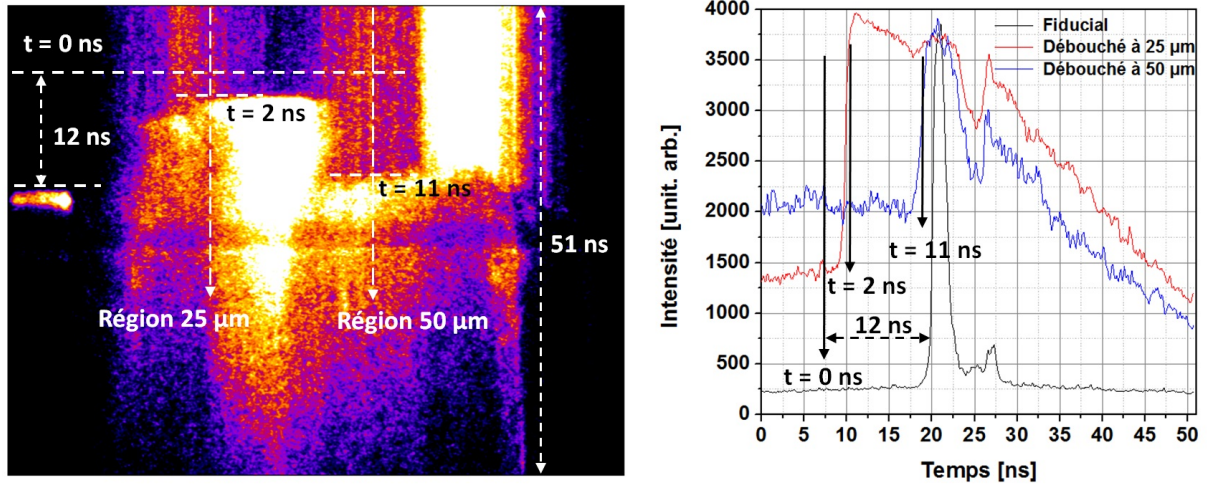 t = 0 ns
12 ns
t = 2 ns
t = 11 ns
51 ns
Région 25 µm
Région 50 µm
Intensité [unit. arb.]
4000
3500
3000
2500
2000
1500
1000
500
0
Fiducial
Débouché à 25 µm
Débouché à 50 µm
t = 11 ns
t = 2 ns
12 ns
t = 0 ns
0 5 10 15 20 25 30 35 40 45 50
Temps [ns]